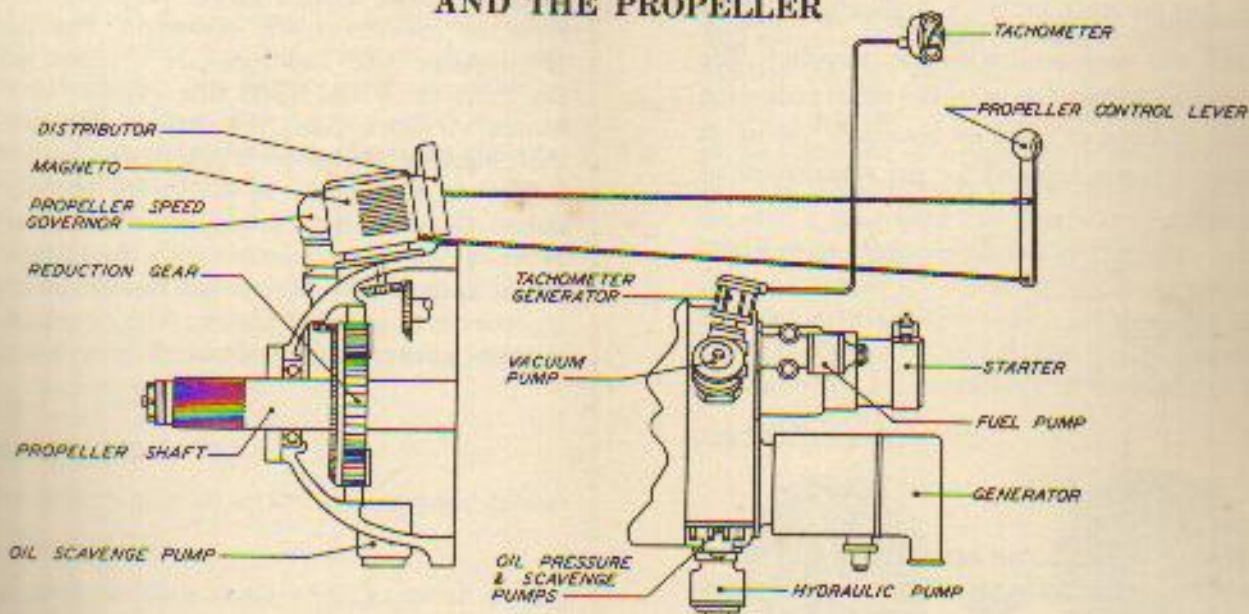 AND THE PROPELLER
TACHOMETER
PROPELLER CONTROL LEVER
DISTRIBUTOR
MAGNETO
PROPELLER SPEED
GOVERNOR
REDUCTION GEAR
TACHOMETER
GENERATOR
VACUUM
PUMP
STARTER
FUEL PUMP
PROPELLER SHAFT
GENERATOR
OIL SCAVENGE PUMP
OIL PRESSURE
& SCAVENGE
PUMPS
HYDRAULIC PUMP